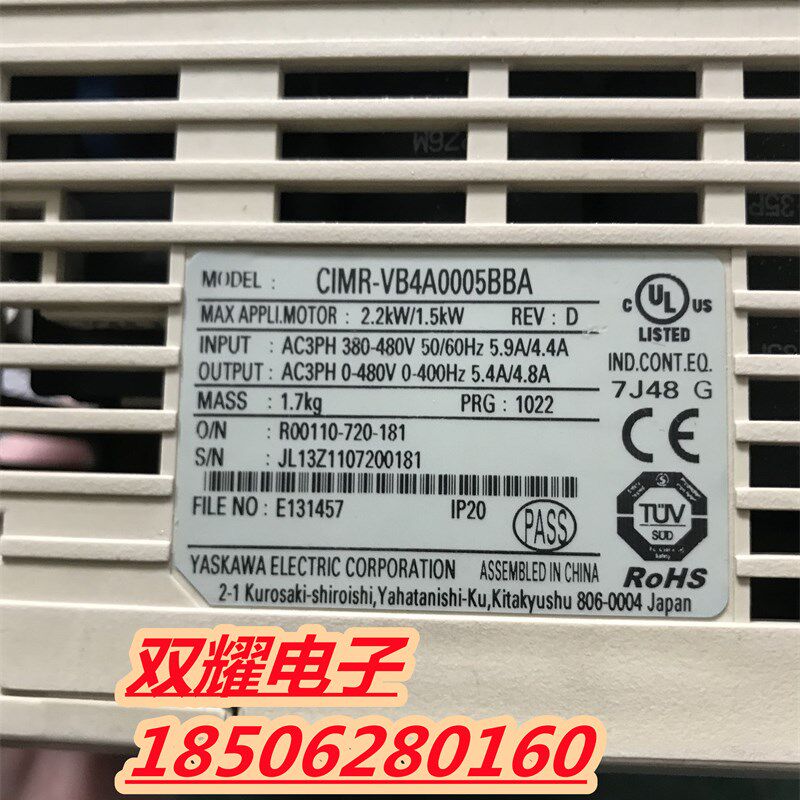 MODEL : CIMR-VB4A0005BBA
MAX APPLI.MOTOR : 2.2kW/1.5kW REV : D
INPUT : AC3PH 380-480V 50/60Hz 5.9A/4.4A
OUTPUT : AC3PH 0-480V 0-400Hz 5.4A/4.8A
MASS : 1.7kg PRG : 1022
O/N : R00110-720-181
S/N : JL13Z1107200181
FILE NO : E131457 IP20 PASS
YASKAWA ELECTRIC CORPORATION ASSEMBLED IN CHINA
2-1 Kurosaki-shiroishi,Yahatanishi-Ku,Kitakyushu 806-0004 Japan
C UL US
LISTED
IND.CONT.EQ.
7J48 G
CE
TÜV
SÜD
RoHS
双耀电子
18506280160